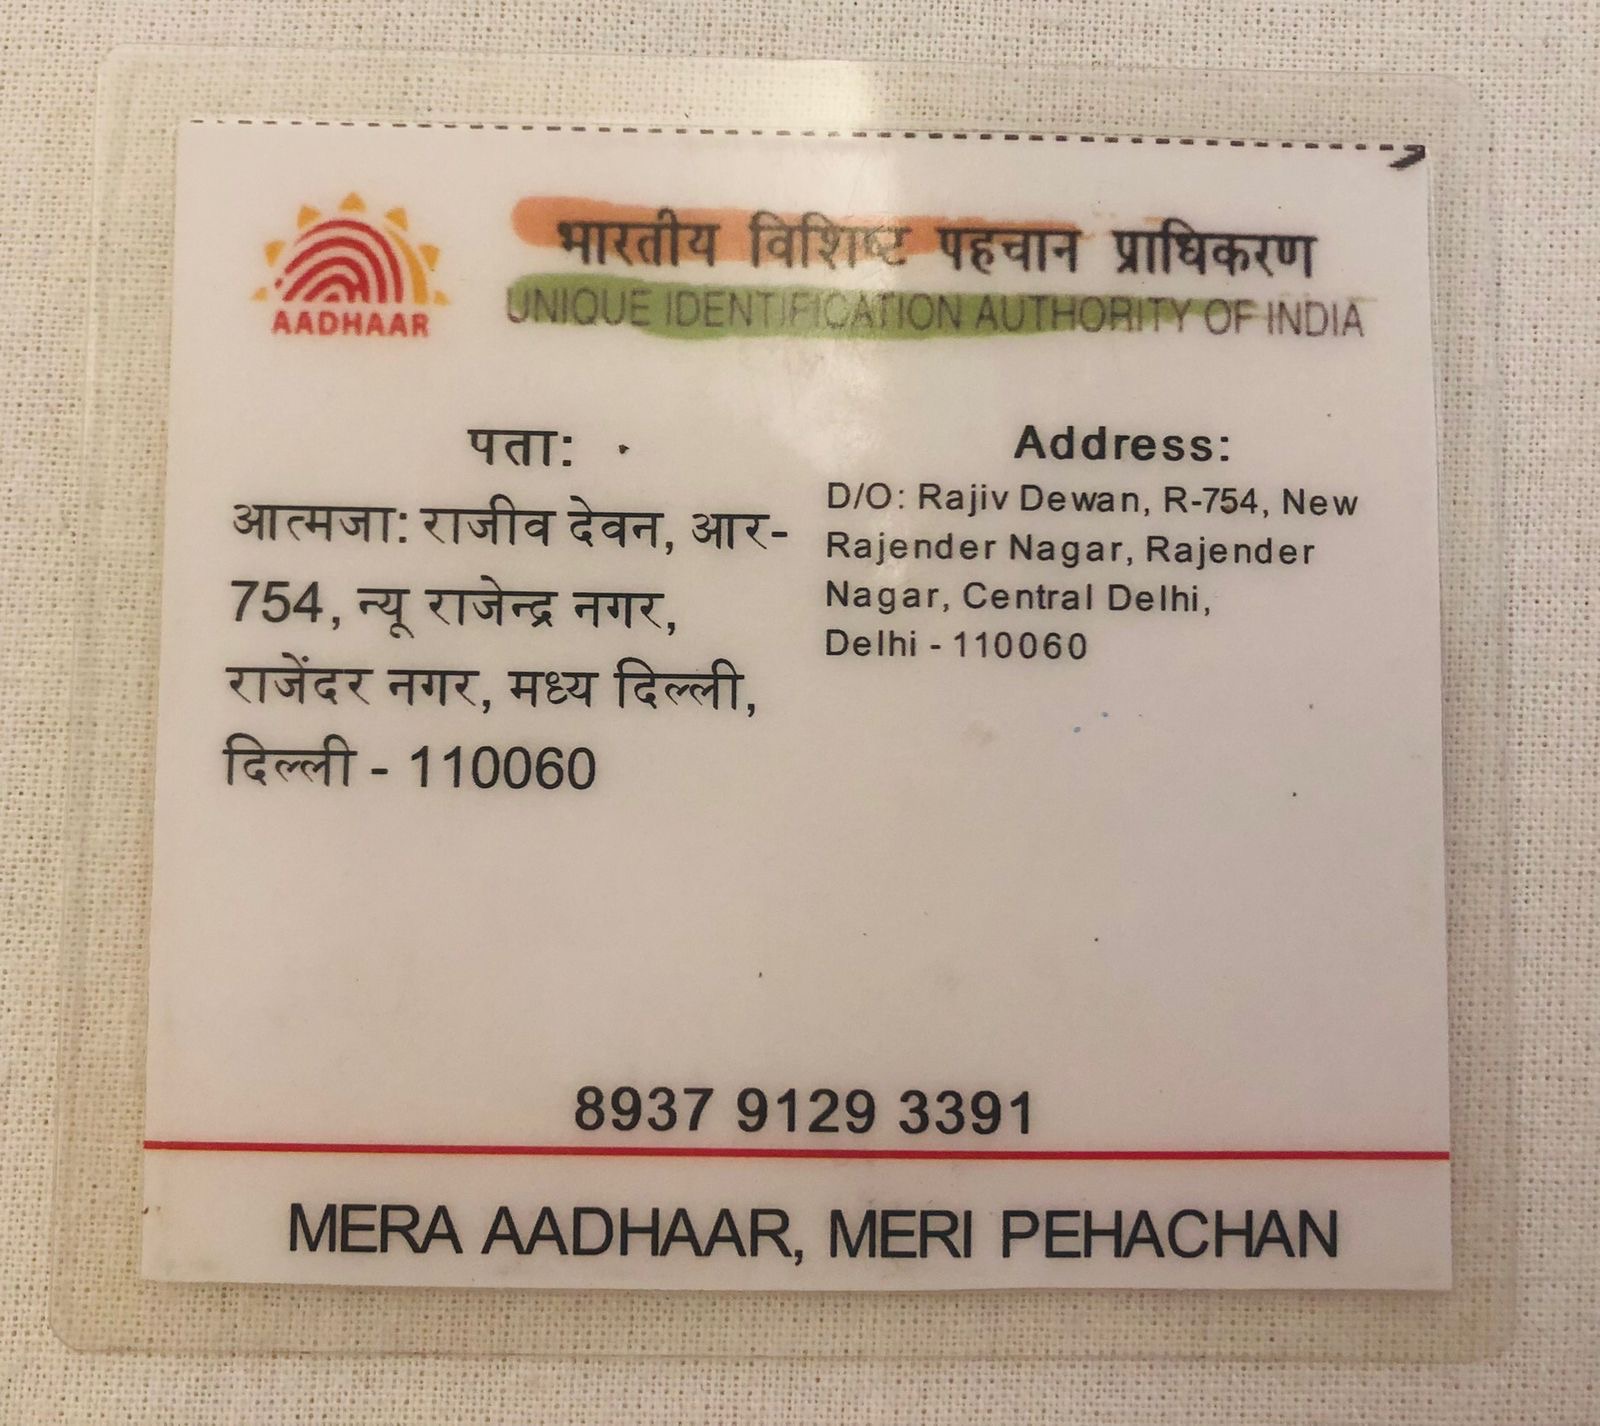 AADHAAR
भारतीय विशिष्ट पहचान प्राधिकरण
UNIQUE IDENTIFICATION AUTHORITY OF INDIA
पता:
आत्मजा: राजीव देवन, आर-
754, न्यू राजेन्द्र नगर,
राजेंदर नगर, मध्य दिल्ली,
दिल्ली - 110060
Address:
D/O: Rajiv Dewan, R-754, New
Rajender Nagar, Rajender
Nagar, Central Delhi,
Delhi - 110060
8937 9129 3391
MERA AADHAAR, MERI PEHACHAN